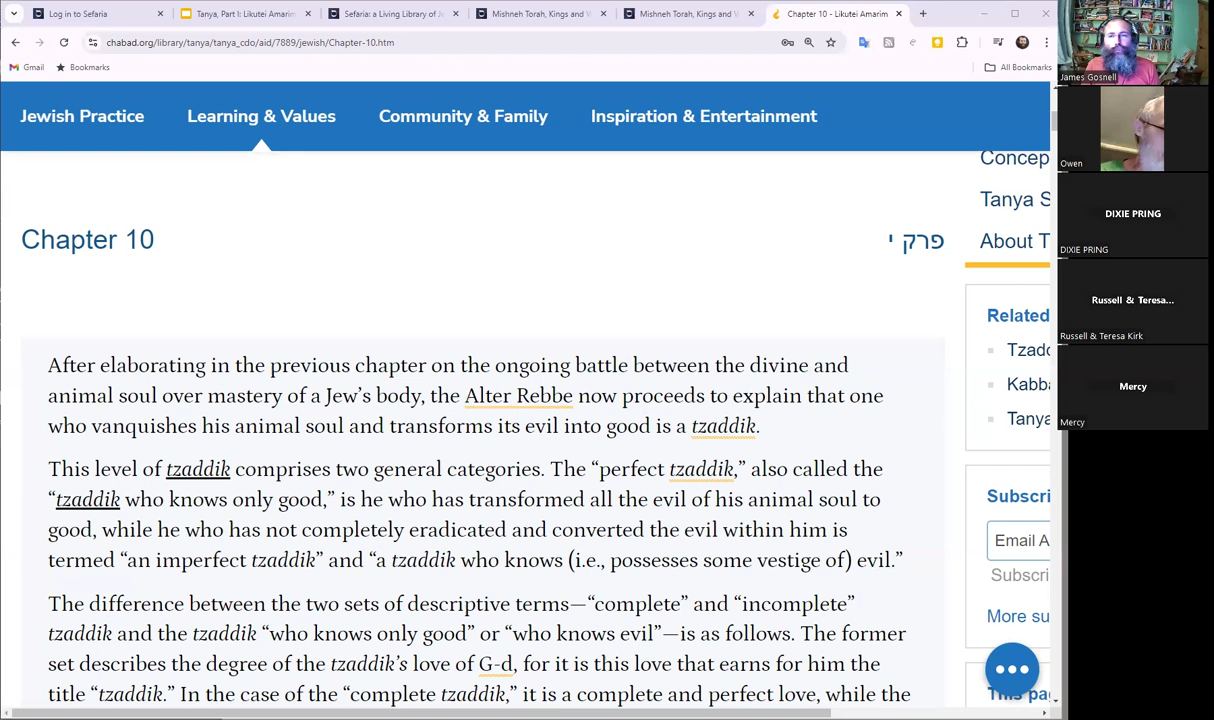 Log in to Sefaria
Tanya, Part I; Likutei Amarim
Sefaria: a Living Library of Je
Mishneh Torah, Kings and W
Mishneh Torah, Kings and W
Chapter 10 - Likutei Amarim
chabad.org/library/tanya/tanya_cdo/aid/7889/jewish/Chapter-10.htm
Gmail
Bookmarks
All Bookmarks
Jewish Practice
Learning & Values
Community & Family
Inspiration & Entertainment
Chapter 10
פרק י
After elaborating in the previous chapter on the ongoing battle between the divine and
animal soul over mastery of a Jew’s body, the Alter Rebbe now proceeds to explain that one
who vanquishes his animal soul and transforms its evil into good is a tzaddik.
This level of tzaddik comprises two general categories. The “perfect tzaddik,” also called the
“tzaddik who knows only good,” is he who has transformed all the evil of his animal soul to
good, while he who has not completely eradicated and converted the evil within him is
termed “an imperfect tzaddik” and “a tzaddik who knows (i.e., possesses some vestige of) evil.”
The difference between the two sets of descriptive terms—“complete” and “incomplete”
tzaddik and the tzaddik “who knows only good” or “who knows evil”—is as follows. The former
set describes the degree of the tzaddik’s love of G-d, for it is this love that earns for him the
title “tzaddik.” In the case of the “complete tzaddik,” it is a complete and perfect love, while the
Concep
Tanya S
About T
Related
Tzadd
Kabba
Tanya
Subscri
Email A
Subscri
More su
This pag
James Gosnell
Owen
DIXIE PRING
DIXIE PRING
Russell & Teresa...
Russell & Teresa Kirk
Mercy
Mercy